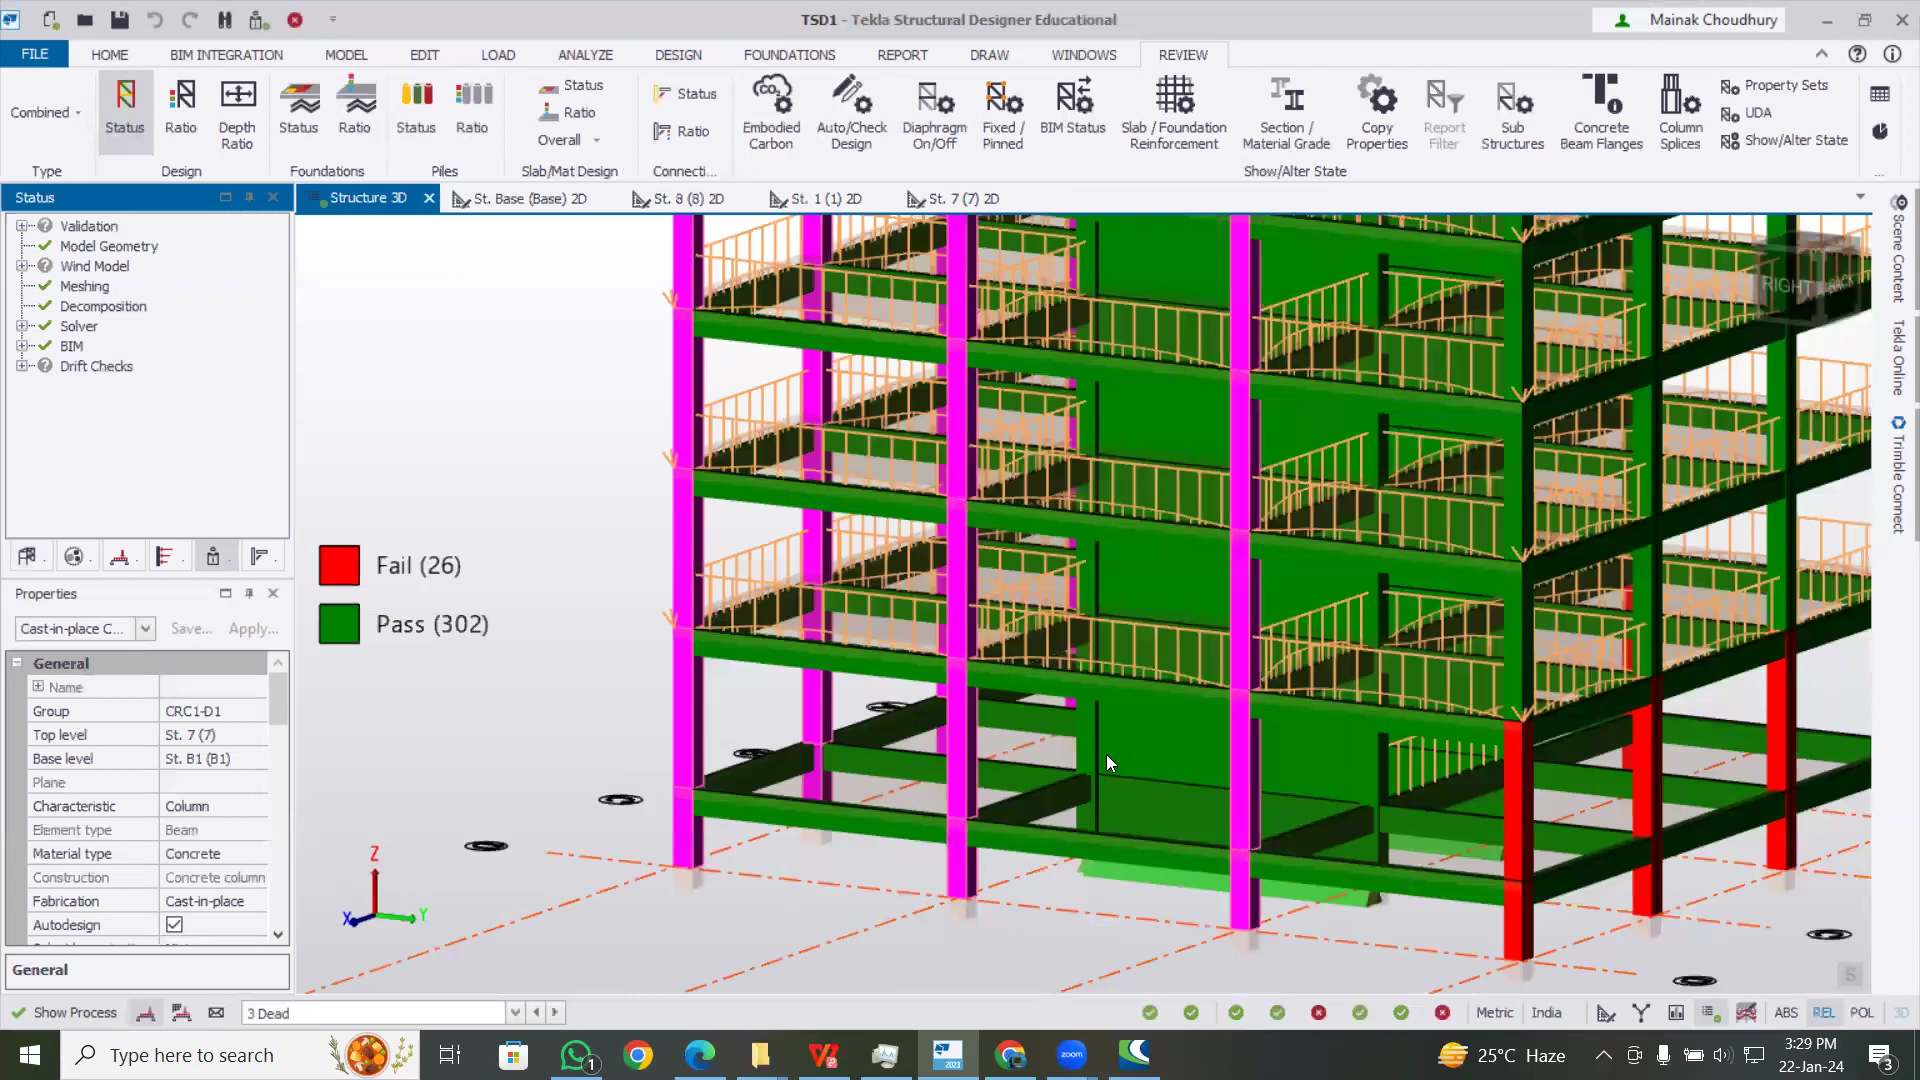 TSD1 - Tekla Structural Designer Educational
Mainak Choudhury
FILE HOME BIM INTEGRATION MODEL EDIT LOAD ANALYZE DESIGN FOUNDATIONS REPORT DRAW WINDOWS REVIEW
Combined
Status Ratio Depth Ratio
Status Ratio
Status Ratio
Status
Ratio
Overall
Status
Ratio
CO2
Embodied Carbon
Auto/Check Design
Diaphragm On/Off
Fixed / Pinned
BIM Status
Slab / Foundation Reinforcement
Section / Material Grade
Copy Properties
Report Filter
Sub Structures
Concrete Beam Flanges
Column Splices
Property Sets
UDA
Show/Alter State
Type Design Foundations Piles Slab/Mat Design Connecti... Show/Alter State ...
Status
Structure 3D
St. Base (Base) 2D
St. 8 (8) 2D
St. 1 (1) 2D
St. 7 (7) 2D
Validation
Model Geometry
Wind Model
Meshing
Decomposition
Solver
BIM
Drift Checks
Fail (26)
Pass (302)
RIGHT
BACK
Scene Content
Tekla Online
Trimble Connect
Properties
Cast-in-place C...
Save...
Apply...
General
Name
Group CRC1-D1
Top level St. 7 (7)
Base level St. B1 (B1)
Plane
Characteristic Column
Element type Beam
Material type Concrete
Construction Concrete column
Fabrication Cast-in-place
Autodesign
General
Z
X
Y
S
Show Process
3 Dead
Metric India
ABS REL POL 3D
Type here to search
1
2023
zoom
25°C Haze
3:29 PM
22-Jan-24
3